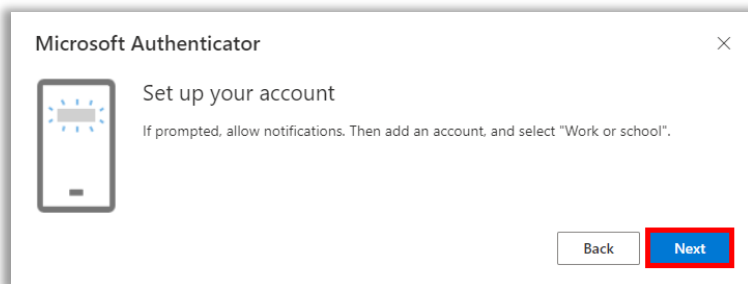 Microsoft Authenticator
Set up your account
If prompted, allow notifications. Then add an account, and select "Work or school".
Back
Next